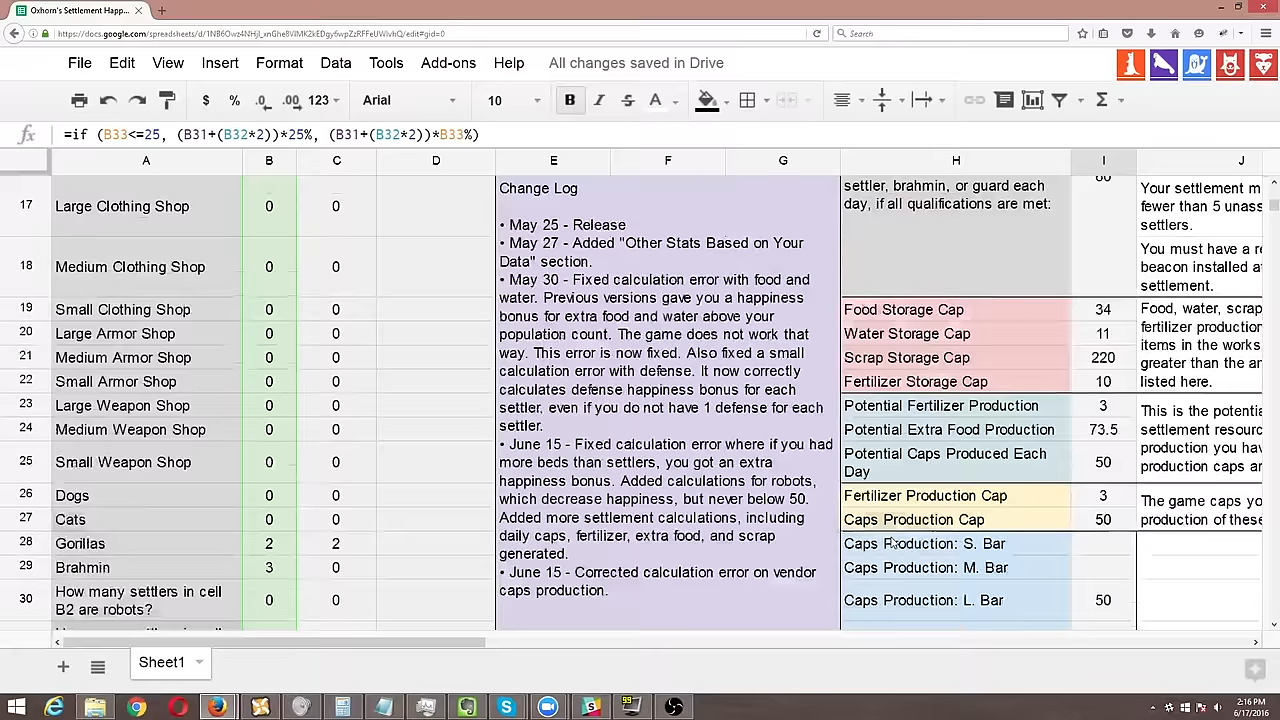 Oxhorn's Settlement Happ...
Search
File Edit View Insert Format Data Tools Add-ons Help All changes saved in Drive
$ % .0 .00 123 Arial 10 B I S A Σ
fx =if (B33<=25, (B31+(B32*2))*25%, (B31+(B32*2))*B33%)
A B C D E F G H I J
17 Large Clothing Shop 0 0
18 Medium Clothing Shop 0 0
19 Small Clothing Shop 0 0
20 Large Armor Shop 0 0
21 Medium Armor Shop 0 0
22 Small Armor Shop 0 0
23 Large Weapon Shop 0 0
24 Medium Weapon Shop 0 0
25 Small Weapon Shop 0 0
26 Dogs 0 0
27 Cats 0 0
28 Gorillas 2 2
29 Brahmin 3 0
30 How many settlers in cell
B2 are robots? 0 0
Change Log
• May 25 - Release
• May 27 - Added "Other Stats Based on Your
Data" section.
• May 30 - Fixed calculation error with food and
water. Previous versions gave you a happiness
bonus for extra food and water above your
population count. The game does not work that
way. This error is now fixed. Also fixed a small
calculation error with defense. It now correctly
calculates defense happiness bonus for each
settler, even if you do not have 1 defense for each
settler.
• June 15 - Fixed calculation error where if you had
more beds than settlers, you got an extra
happiness bonus. Added calculations for robots,
which decrease happiness, but never below 50.
Added more settlement calculations, including
daily caps, fertilizer, extra food, and scrap
generated.
• June 15 - Corrected calculation error on vendor
caps production.
settler, brahmin, or guard each
day, if all qualifications are met:
60
Food Storage Cap 34
Water Storage Cap 11
Scrap Storage Cap 220
Fertilizer Storage Cap 10
Potential Fertilizer Production 3
Potential Extra Food Production 73.5
Potential Caps Produced Each
Day 50
Fertilizer Production Cap 3
Caps Production Cap 50
Caps Production: S. Bar
Caps Production: M. Bar
Caps Production: L. Bar 50
Your settlement m
fewer than 5 unass
settlers.
You must have a re
beacon installed at
settlement.
Food, water, scrap
fertilizer production
items in the works
greater than the am
listed here.
This is the potentia
settlement resourc
production you hav
production caps ar
The game caps yo
production of these
Sheet1
2:16 PM
6/17/2016